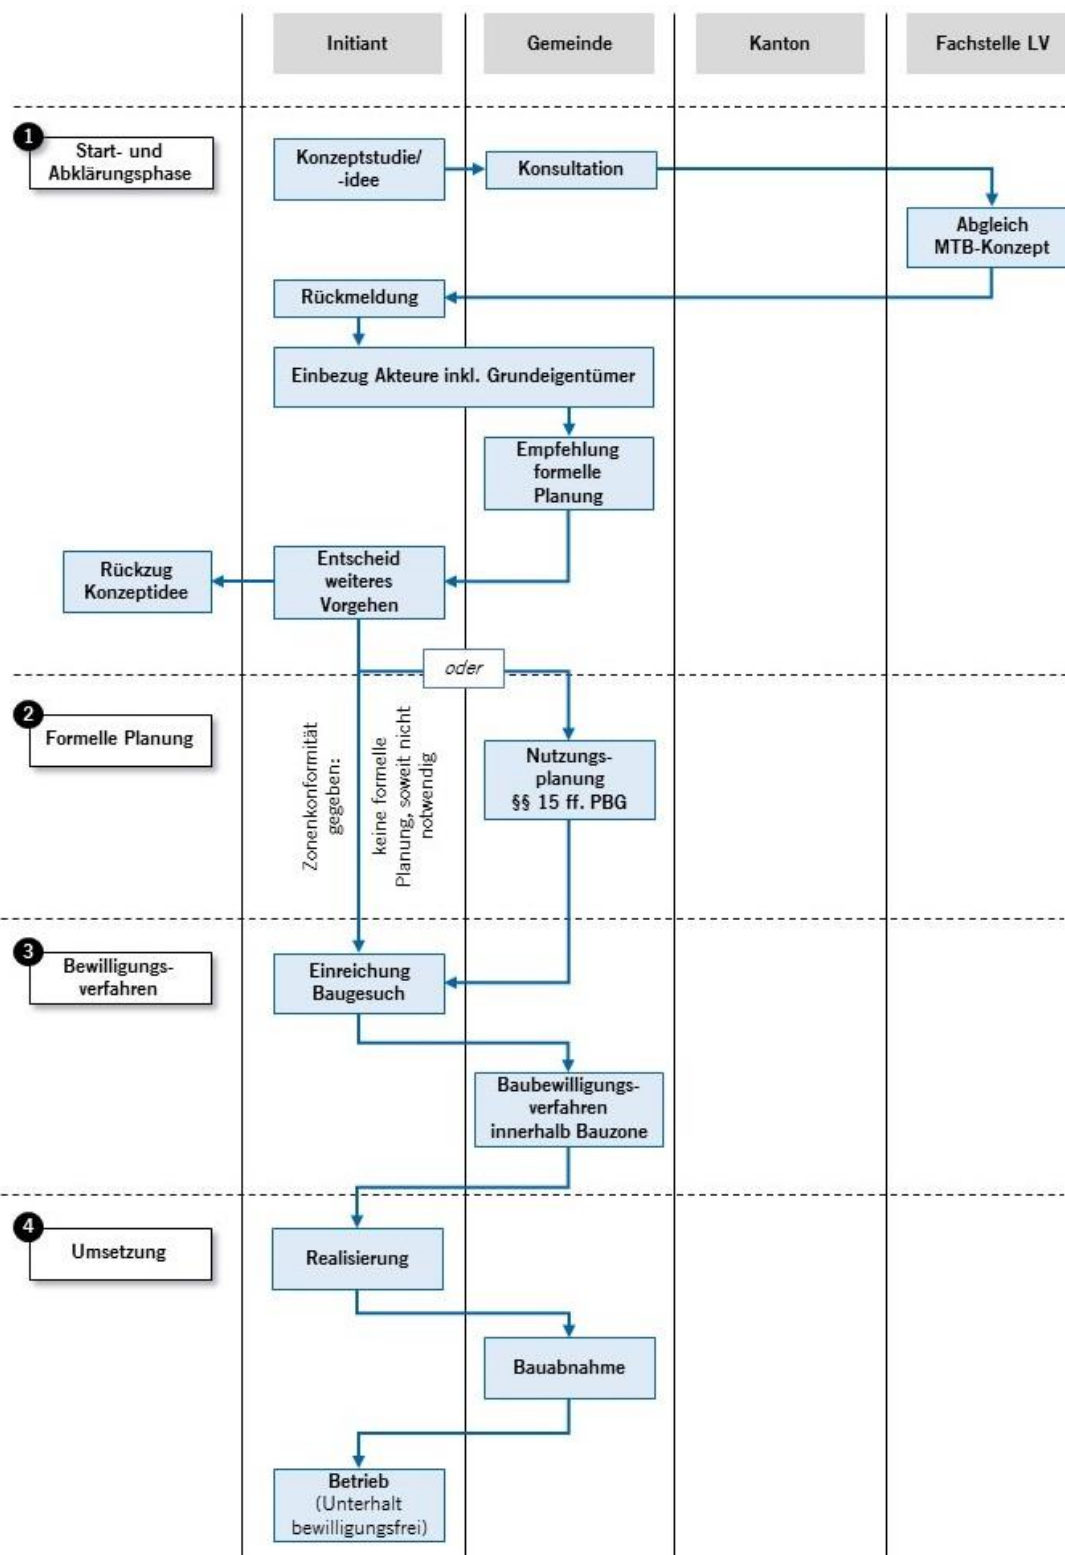 Initiant
Gemeinde
Kanton
Fachstelle LV
1
Start- und
Abklärungsphase
Konzeptstudie/
-idee
Konsultation
Abgleich
MTB-Konzept
Rückmeldung
Einbezug Akteure inkl. Grundeigentümer
Empfehlung
formelle
Planung
Rückzug
Konzeptidee
Entscheid
weiteres
Vorgehen
oder
2
Formelle Planung
Zonenkonformität
gegeben:
keine formelle
Planung, soweit nicht
notwendig
Nutzungs-
planung
§§ 15 ff. PBG
3
Bewilligungs-
verfahren
Einreichung
Baugesuch
Baubewilligungs-
verfahren
innerhalb Bauzone
4
Umsetzung
Realisierung
Bauabnahme
Betrieb
(Unterhalt
bewilligungsfrei)